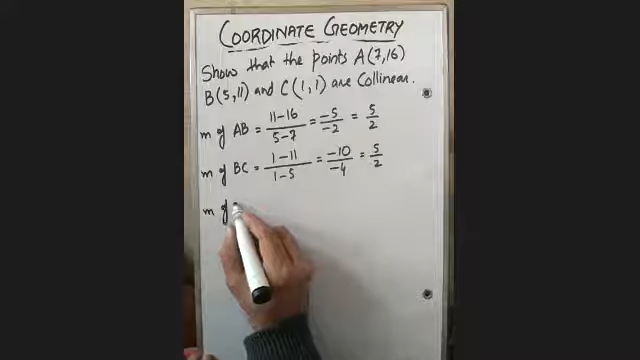 COORDINATE GEOMETRY
Show that the points A(7,16)
B(5,11) and C(1,1) are Collinear.
m of AB = 11-16/5-7 = -5/-2 = 5/2
m of BC = 1-11/1-5 = -10/-4 = 5/2
m of